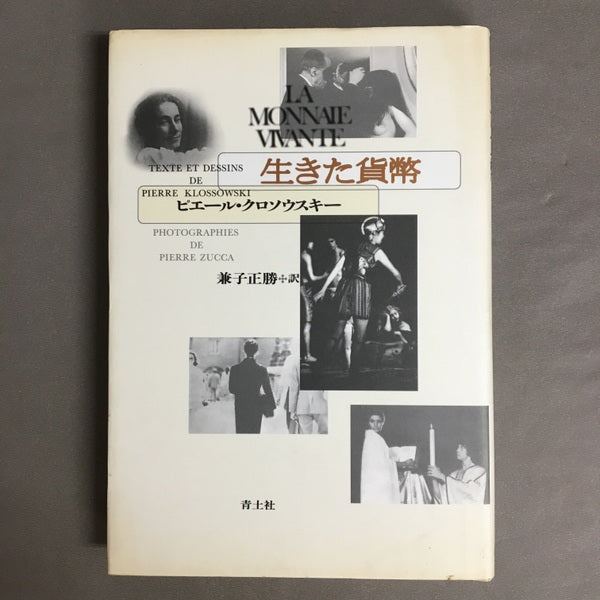 LA
MONNAIE
VIVANTE
TEXTE ET DESSINS
DE
PIERRE KLOSSOWSKI
生きた貨幣
ピエール・クロソウスキー
PHOTOGRAPHIES
DE
PIERRE ZUCCA
兼子正勝✢訳
青土社